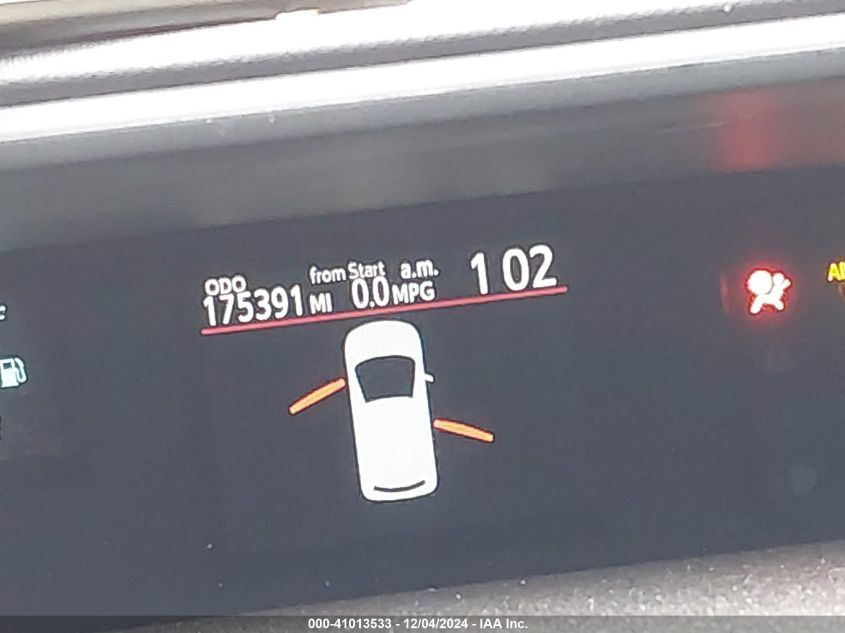 from Start a.m. 1 02
ODO
175391 MI 0.0 MPG
000-41013533 - 12/04/2024 - IAA Inc.